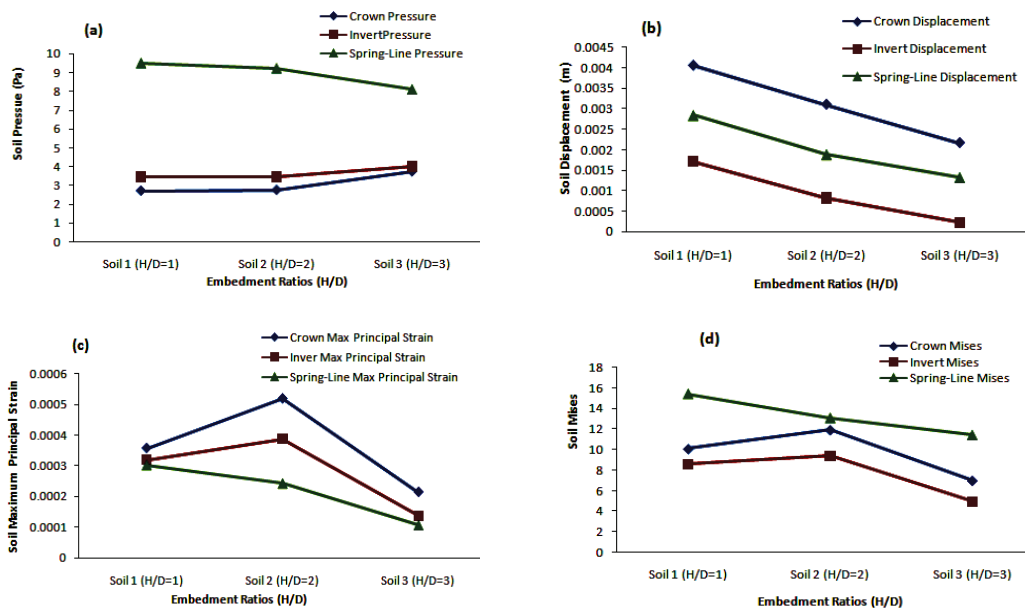 (a)
Crown Pressure
InvertPressure
Spring-Line Pressure
Soil Pressue (Pa)
10
9
8
7
6
5
4
3
2
1
0
Soil 1 (H/D=1)
Soil 2 (H/D=2)
Soil 3 (H/D=3)
Embedment Ratios (H/D)
(b)
Crown Displacement
Invert Displacement
Spring-Line Displacement
Soil Displacement (m)
0.0045
0.004
0.0035
0.003
0.0025
0.002
0.0015
0.001
0.0005
0
Soil 1 (H/D=1)
Soil 2 (H/D=2)
Soil 3 (H/D=3)
Embedment Ratios (H/D)
(c)
Crown Max Principal Strain
Inver Max Principal Strain
Spring-Line Max Principal Strain
Soil Maximum Principal Strain
0.0006
0.0005
0.0004
0.0003
0.0002
0.0001
0
Soil 1 (H/D=1)
Soil 2 (H/D=2)
Soil 3 (H/D=3)
Embedment Ratios (H/D)
(d)
Crown Mises
Invert Mises
Spring-Line Mises
Soil Mises
18
16
14
12
10
8
6
4
2
0
Soil 1 (H/D=1)
Soil 2 (H/D=2)
Soil 3 (H/D=3)
Embedment Ratios (H/D)